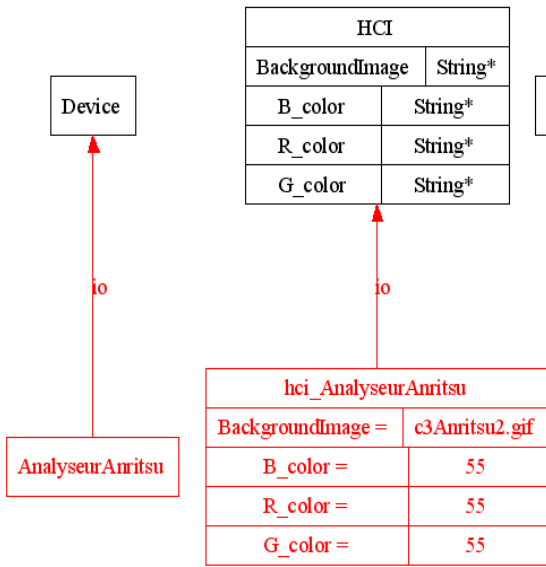 HCI
BackgroundImage String*
Device
B_color String*
R_color String*
G_color String*
io
io
hci_AnalyseurAnritsu
BackgroundImage = c3Anritsu2.gif
AnalyseurAnritsu
B_color = 55
R_color = 55
G_color = 55